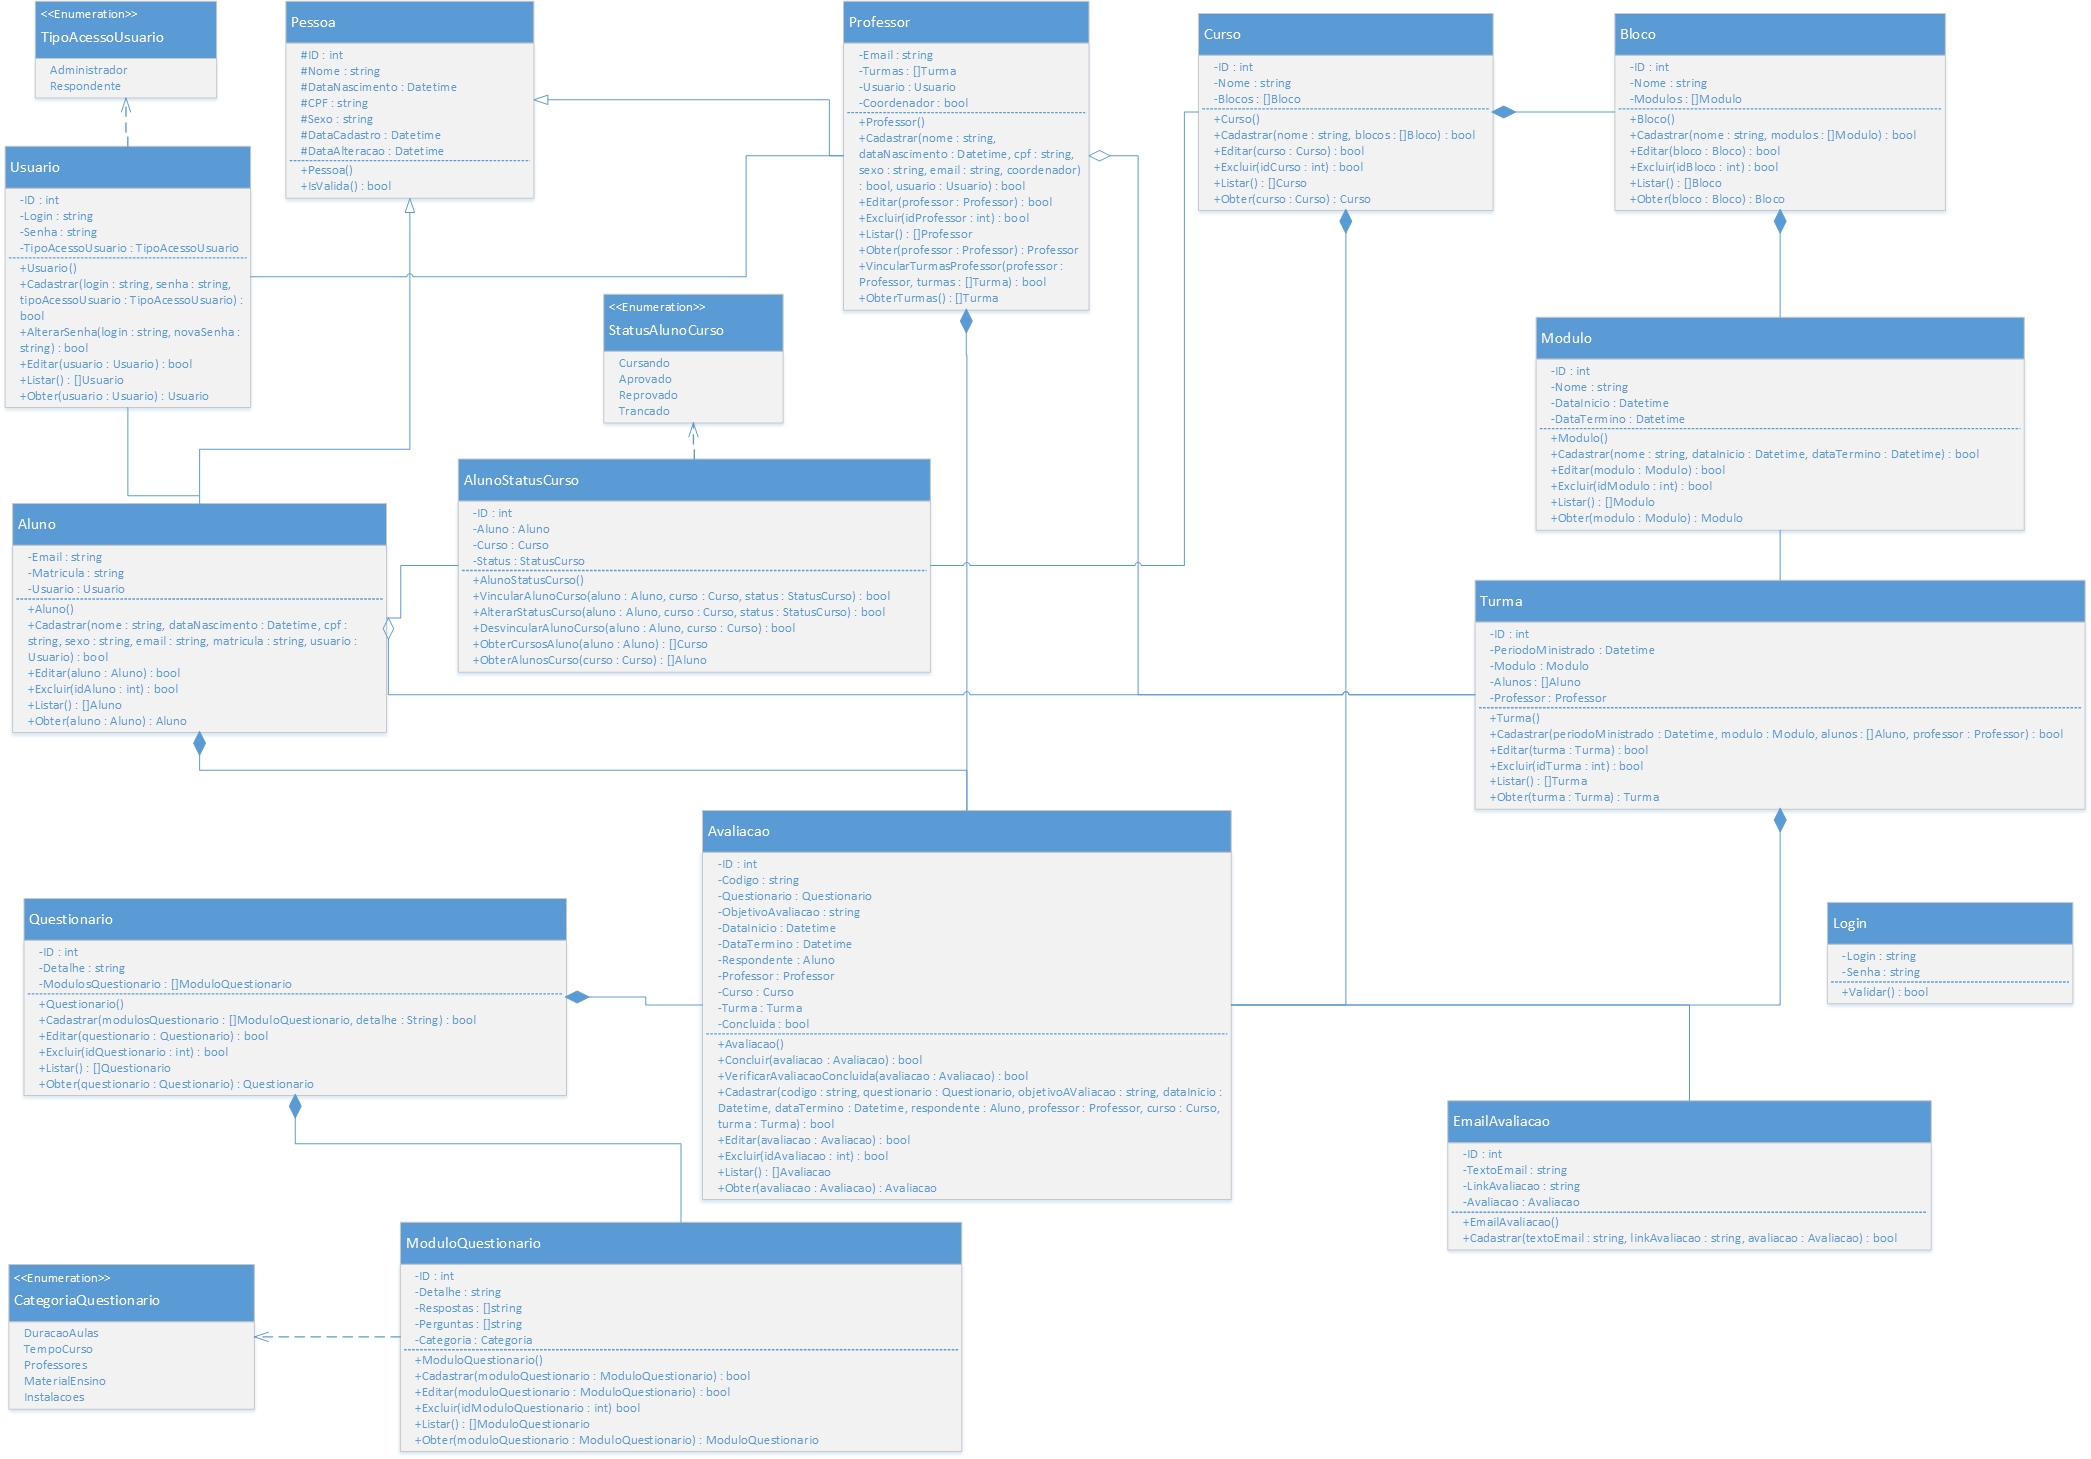 <<Enumeration>>
TipoAcessoUsuario
Administrador
Respondente
Pessoa
#ID : int
#Nome : string
#DataNascimento : Datetime
#CPF : string
#Sexo : string
#DataCadastro : Datetime
#DataAlteracao : Datetime
+Pessoa()
+IsValida() : bool
Professor
-Email : string
-Turmas : []Turma
-Usuario : Usuario
-Coordenador : bool
+Professor()
+Cadastrar(nome : string,
dataNascimento : Datetime, cpf : string,
sexo : string, email : string, coordenador)
: bool, usuario : Usuario) : bool
+Editar(professor : Professor) : bool
+Excluir(idProfessor : int) : bool
+Listar() : []Professor
+Obter(professor : Professor) : Professor
+VincularTurmasProfessor(professor :
Professor, turmas : []Turma) : bool
+ObterTurmas() : []Turma
Curso
-ID : int
-Nome : string
-Blocos : []Bloco
+Curso()
+Cadastrar(nome : string, blocos : []Bloco) : bool
+Editar(curso : Curso) : bool
+Excluir(idCurso : int) : bool
+Listar() : []Curso
+Obter(curso : Curso) : Curso
Bloco
-ID : int
-Nome : string
-Modulos : []Modulo
+Bloco()
+Cadastrar(nome : string, modulos : []Modulo) : bool
+Editar(bloco : Bloco) : bool
+Excluir(idBloco : int) : bool
+Listar() : []Bloco
+Obter(bloco : Bloco) : Bloco
Usuario
-ID : int
-Login : string
-Senha : string
-TipoAcessoUsuario : TipoAcessoUsuario
+Usuario()
+Cadastrar(login : string, senha : string,
tipoAcessoUsuario : TipoAcessoUsuario) :
bool
+AlterarSenha(login : string, novaSenha :
string) : bool
+Editar(usuario : Usuario) : bool
+Listar() : []Usuario
+Obter(usuario : Usuario) : Usuario
<<Enumeration>>
StatusAlunoCurso
Cursando
Aprovado
Reprovado
Trancado
Modulo
-ID : int
-Nome : string
-DataInicio : Datetime
-DataTermino : Datetime
+Modulo()
+Cadastrar(nome : string, dataInicio : Datetime, dataTermino : Datetime) : bool
+Editar(modulo : Modulo) : bool
+Excluir(idModulo : int) : bool
+Listar() : []Modulo
+Obter(modulo : Modulo) : Modulo
AlunoStatusCurso
-ID : int
-Aluno : Aluno
-Curso : Curso
-Status : StatusCurso
+AlunoStatusCurso()
+VincularAlunoCurso(aluno : Aluno, curso : Curso, status : StatusCurso) : bool
+AlterarStatusCurso(aluno : Aluno, curso : Curso, status : StatusCurso) : bool
+DesvincularAlunoCurso(aluno : Aluno, curso : Curso) : bool
+ObterCursosAluno(aluno : Aluno) : []Curso
+ObterAlunosCurso(curso : Curso) : []Aluno
Aluno
-Email : string
-Matricula : string
-Usuario : Usuario
+Aluno()
+Cadastrar(nome : string, dataNascimento : Datetime, cpf :
string, sexo : string, email : string, matricula : string, usuario :
Usuario) : bool
+Editar(aluno : Aluno) : bool
+Excluir(idAluno : int) : bool
+Listar() : []Aluno
+Obter(aluno : Aluno) : Aluno
Turma
-ID : int
-PeriodoMinistrado : Datetime
-Modulo : Modulo
-Alunos : []Aluno
-Professor : Professor
+Turma()
+Cadastrar(periodoMinistrado : Datetime, modulo : Modulo, alunos : []Aluno, professor : Professor) : bool
+Editar(turma : Turma) : bool
+Excluir(idTurma : int) : bool
+Listar() : []Turma
+Obter(turma : Turma) : Turma
Avaliacao
-ID : int
-Codigo : string
-Questionario : Questionario
-ObjetivoAvaliacao : string
-DataInicio : Datetime
-DataTermino : Datetime
-Respondente : Aluno
-Professor : Professor
-Curso : Curso
-Turma : Turma
-Concluida : bool
+Avaliacao()
+Concluir(avaliacao : Avaliacao) : bool
+VerificarAvaliacaoConcluida(avaliacao : Avaliacao) : bool
+Cadastrar(codigo : string, questionario : Questionario, objetivoAValiacao : string, dataInicio :
Datetime, dataTermino : Datetime, respondente : Aluno, professor : Professor, curso : Curso,
turma : Turma) : bool
+Editar(avaliacao : Avaliacao) : bool
+Excluir(idAvaliacao : int) : bool
+Listar() : []Avaliacao
+Obter(avaliacao : Avaliacao) : Avaliacao
Questionario
-ID : int
-Detalhe : string
-ModulosQuestionario : []ModuloQuestionario
+Questionario()
+Cadastrar(modulosQuestionario : []ModuloQuestionario, detalhe : String) : bool
+Editar(questionario : Questionario) : bool
+Excluir(idQuestionario : int) : bool
+Listar() : []Questionario
+Obter(questionario : Questionario) : Questionario
Login
-Login : string
-Senha : string
+Validar() : bool
EmailAvaliacao
-ID : int
-TextoEmail : string
-LinkAvaliacao : string
-Avaliacao : Avaliacao
+EmailAvaliacao()
+Cadastrar(textoEmail : string, linkAvaliacao : string, avaliacao : Avaliacao) : bool
ModuloQuestionario
-ID : int
-Detalhe : string
-Respostas : []string
-Perguntas : []string
-Categoria : Categoria
+ModuloQuestionario()
+Cadastrar(moduloQuestionario : ModuloQuestionario) : bool
+Editar(moduloQuestionario : ModuloQuestionario) : bool
+Excluir(idModuloQuestionario : int) bool
+Listar() : []ModuloQuestionario
+Obter(moduloQuestionario : ModuloQuestionario) : ModuloQuestionario
<<Enumeration>>
CategoriaQuestionario
DuracaoAulas
TempoCurso
Professores
MaterialEnsino
Instalacoes